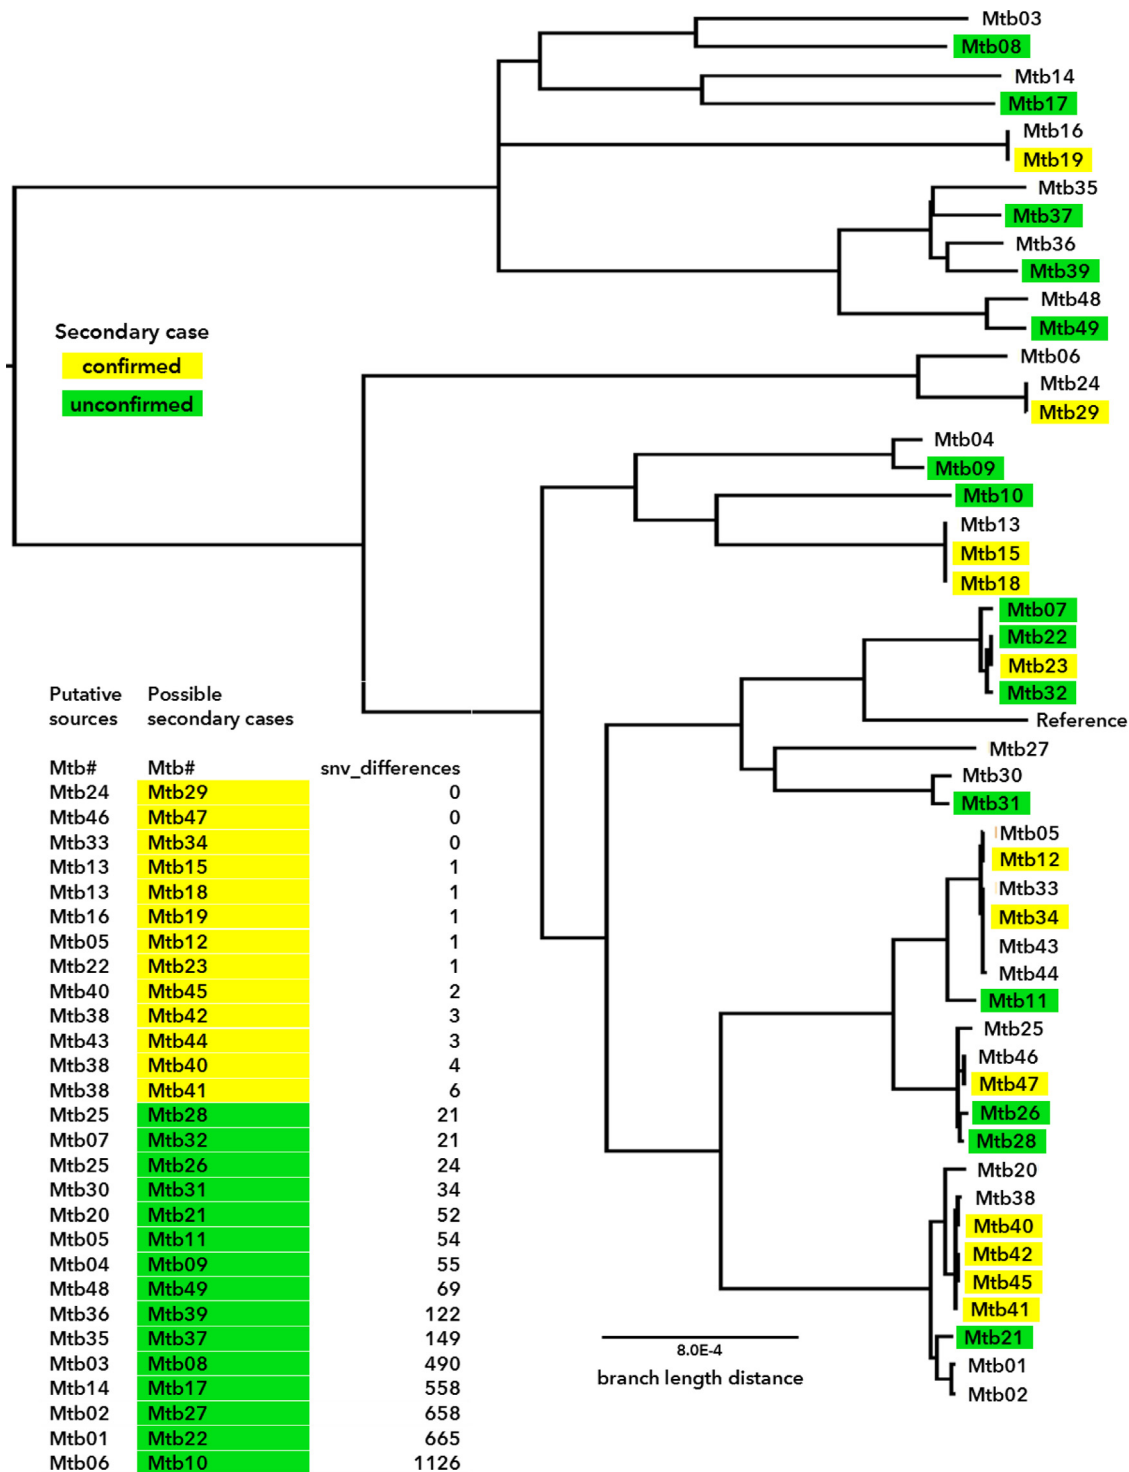 Mtb03
Mtb08
Mtb14
Mtb17
Mtb16
Mtb19
Mtb35
Mtb37
Mtb36
Mtb39
Mtb48
Mtb49
Secondary case
confirmed
unconfirmed
Mtb06
Mtb24
Mtb29
Mtb04
Mtb09
Mtb10
Mtb13
Mtb15
Mtb18
Mtb07
Mtb22
Mtb23
Mtb32
Reference
Mtb27
Mtb30
Mtb31
Mtb05
Mtb12
Mtb33
Mtb34
Mtb43
Mtb44
Mtb11
Mtb25
Mtb46
Mtb47
Mtb26
Mtb28
Mtb20
Mtb38
Mtb40
Mtb42
Mtb45
Mtb41
Mtb21
Mtb01
Mtb02
8.0E-4
branch length distance
Putative Possible
sources secondary cases
Mtb# Mtb# snv_differences
Mtb24 Mtb29 0
Mtb46 Mtb47 0
Mtb33 Mtb34 0
Mtb13 Mtb15 1
Mtb13 Mtb18 1
Mtb16 Mtb19 1
Mtb05 Mtb12 1
Mtb22 Mtb23 1
Mtb40 Mtb45 2
Mtb38 Mtb42 3
Mtb43 Mtb44 3
Mtb38 Mtb40 4
Mtb38 Mtb41 6
Mtb25 Mtb28 21
Mtb07 Mtb32 21
Mtb25 Mtb26 24
Mtb30 Mtb31 34
Mtb20 Mtb21 52
Mtb05 Mtb11 54
Mtb04 Mtb09 55
Mtb48 Mtb49 69
Mtb36 Mtb39 122
Mtb35 Mtb37 149
Mtb03 Mtb08 490
Mtb14 Mtb17 558
Mtb02 Mtb27 658
Mtb01 Mtb22 665
Mtb06 Mtb10 1126